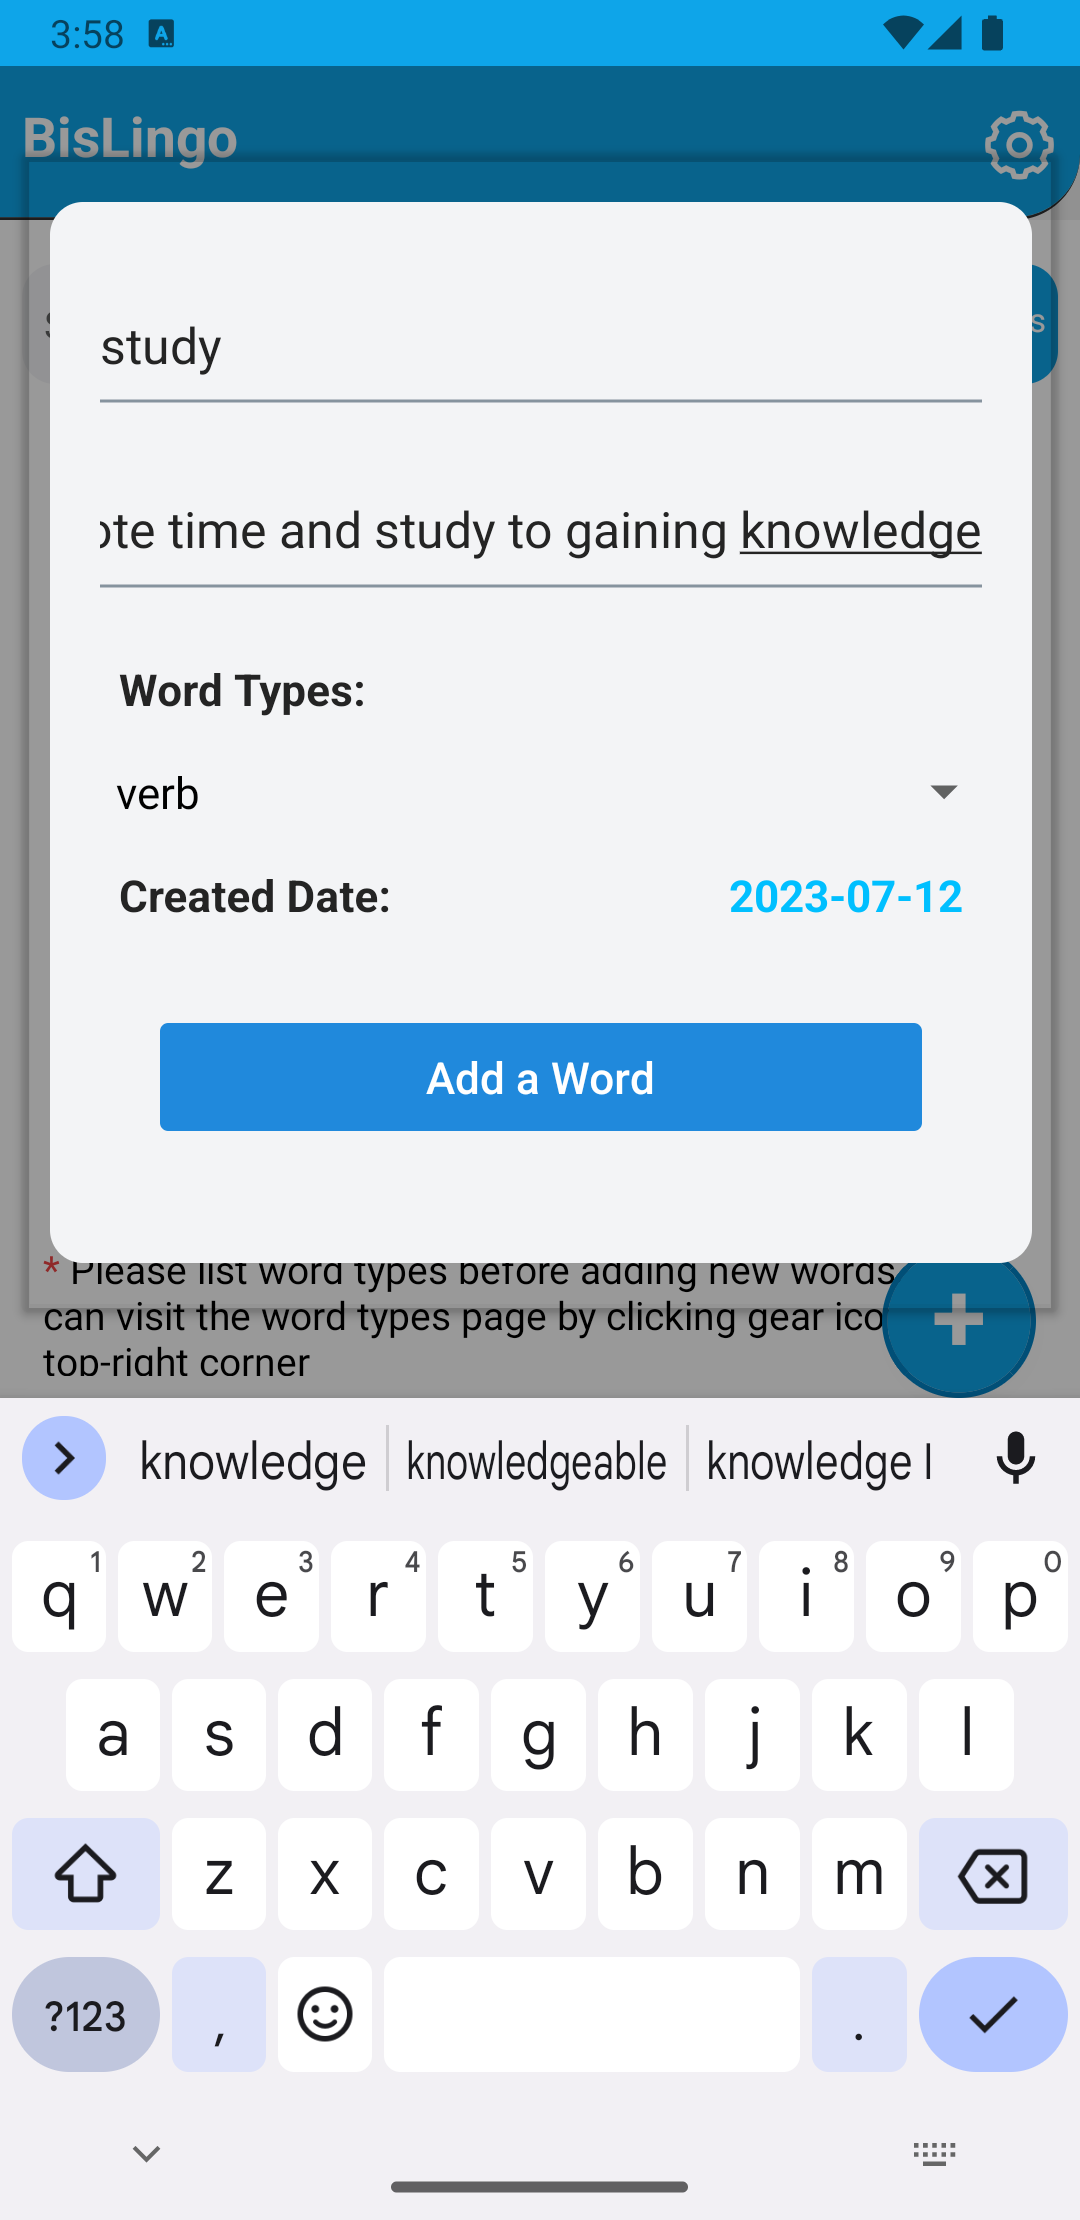 3:58
BisLingo
study
time and study to gaining knowledge
Word Types:
verb
Created Date: 2023-07-12
Add a Word
* Please list word types before adding new words
can visit the word types page by clicking gear
top-right corner
knowledge knowledgeable knowledge I
q 1 w 2 e 3 r 4 t 5 y 6 u 7 i 8 o 9 p 0
a s d f g h j k l
z x c v b n m
?123 , .